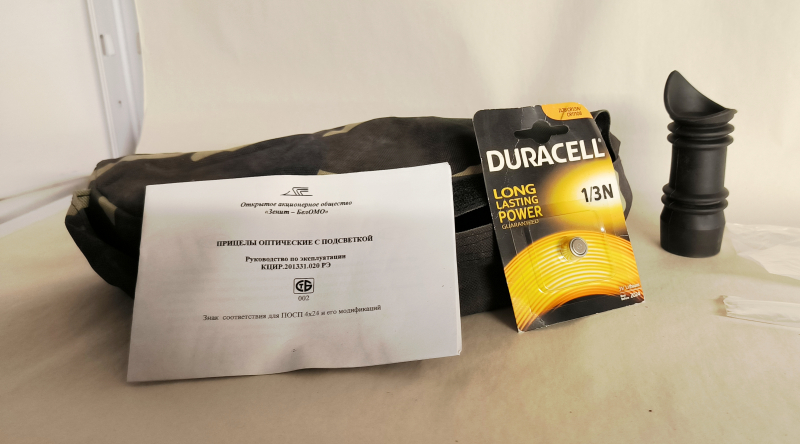 Открытое акционерное общество
«Зенит – БелОМО»
ПРИЦЕЛЫ ОПТИЧЕСКИЕ С ПОДСВЕТКОЙ
Руководство по эксплуатации
КЦИР.201331.020 РЭ
СТБ
002
Знак соответствия для ПОСП 4х24 и его модификаций
DURACELL
LONG
LASTING
POWER
GUARANTEED
1/3N